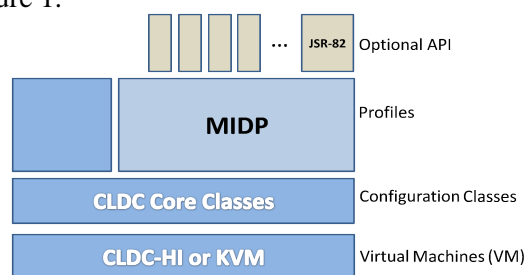 ure 1.
... JSR-82 Optional API
MIDP Profiles
CLDC Core Classes Configuration Classes
CLDC-HI or KVM Virtual Machines (VM)